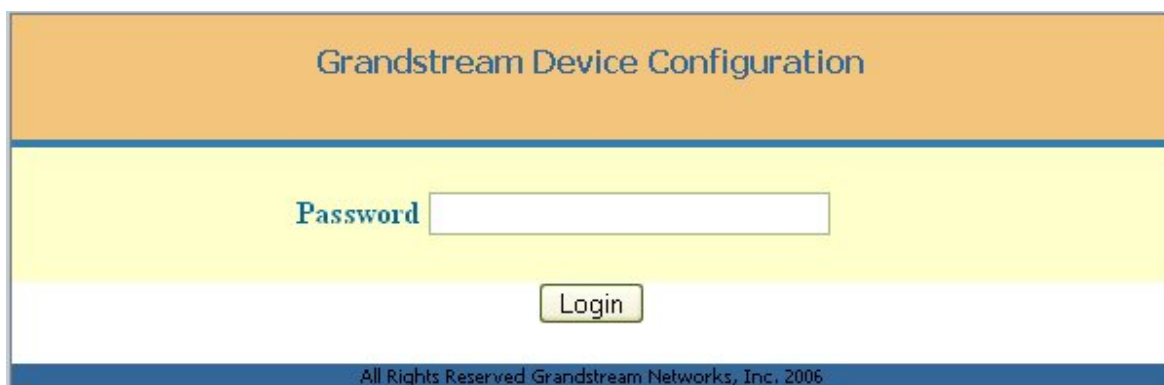 Grandstream Device Configuration
Password
Login
All Rights Reserved Grandstream Networks, Inc. 2006